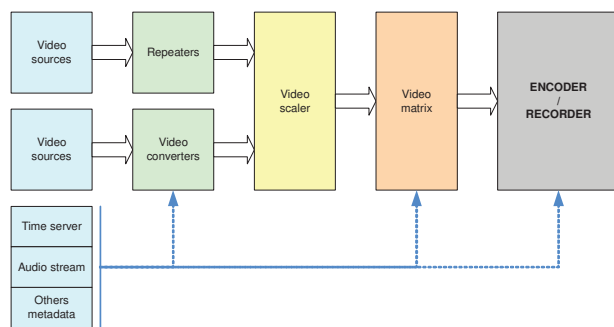 Video
sources
Repeaters
Video
scaler
Video
matrix
ENCODER
/
RECORDER
Video
sources
Video
converters
Time server
Audio stream
Others
metadata